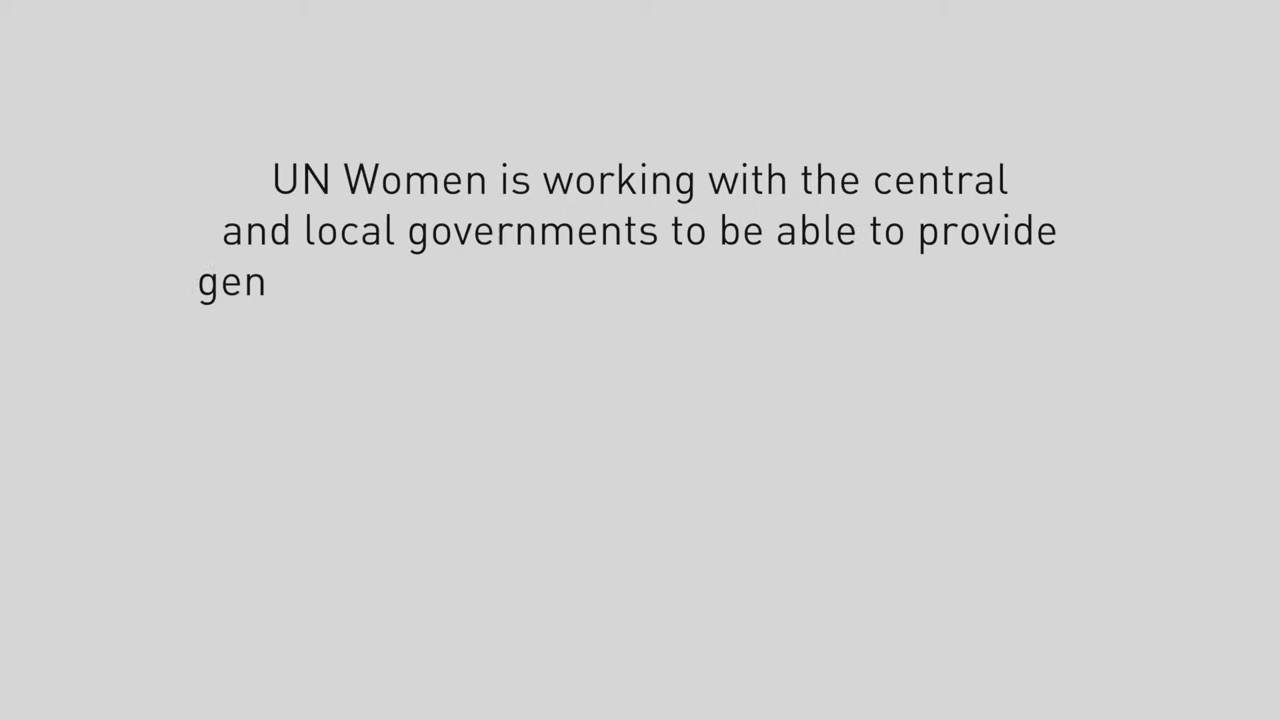 UN Women is working with the central
and local governments to be able to provide
gen